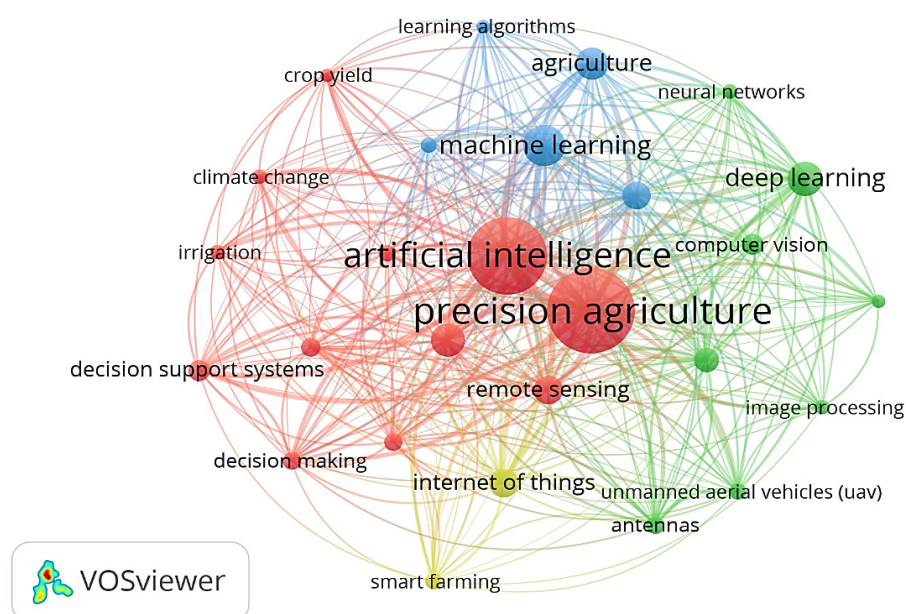 learning algorithms
agriculture
crop yield
neural networks
machine learning
climate change
deep learning
irrigation
artificial intelligence
computer vision
precision agriculture
decision support systems
remote sensing
image processing
decision making
internet of things
unmanned aerial vehicles (uav)
antennas
smart farming
VOSviewer